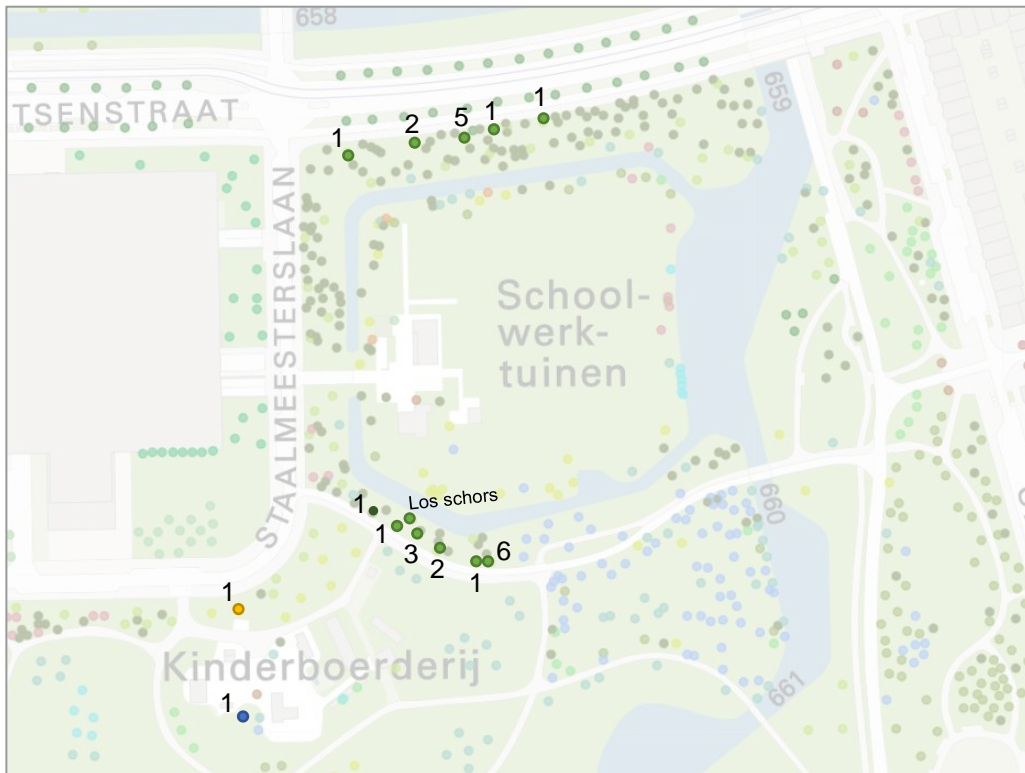 658
TSENSTRAAT
659
1
2
5
1
1
STAALMEESTERSLAAN
School-
werk-
tuinen
Los schors
1
1
3
2
1
6
660
1
Kinderboerderij
1
661